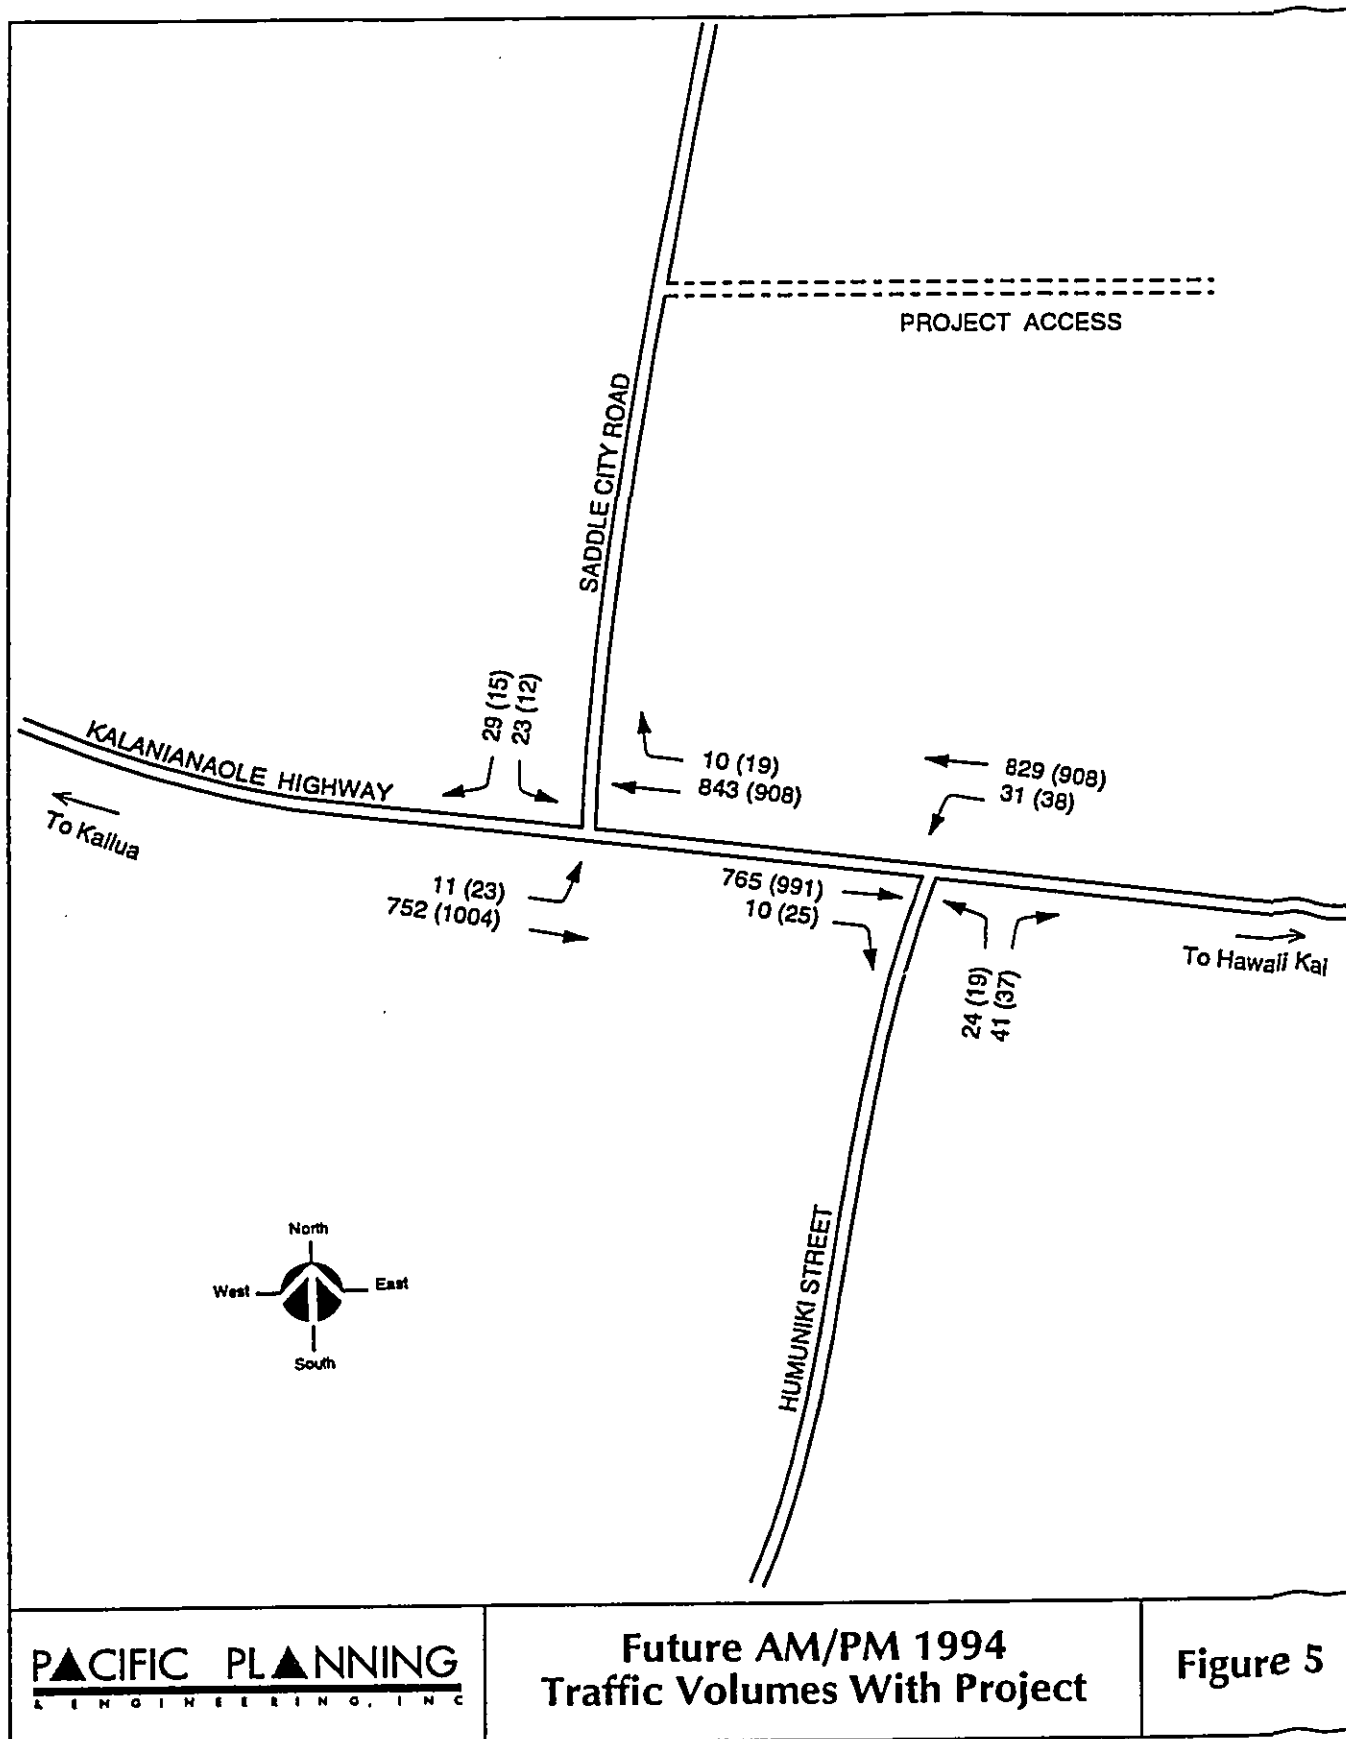 PROJECT ACCESS
SADDLE CITY ROAD
29 (15)
23 (12)
KALANIANAOLE HIGHWAY
To Kailua
10 (19)
843 (908)
829 (908)
31 (38)
11 (23)
752 (1004)
765 (991)
10 (25)
To Hawaii Kai
24 (19)
41 (37)
HUMUNIKI STREET
North
West
East
South
PACIFIC PLANNING
& ENGINEERING, INC
Future AM/PM 1994
Traffic Volumes With Project
Figure 5